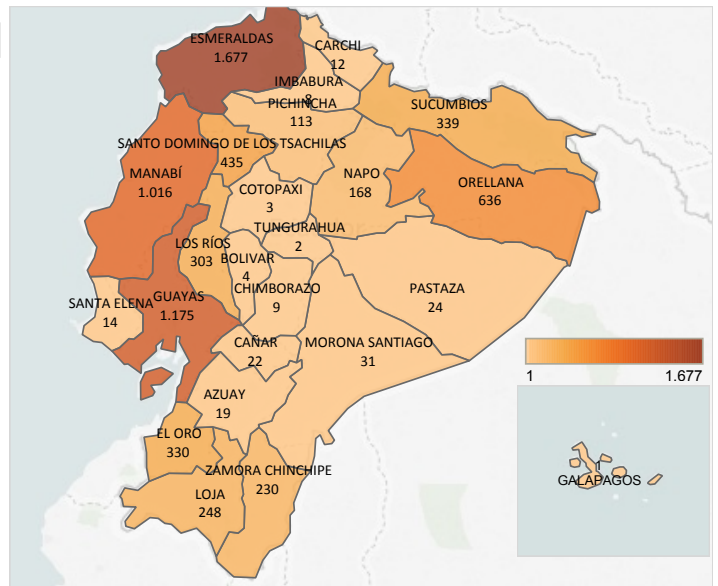 ESMERALDAS
1.677
CARCHI
12
IMBABURA
8
PICHINCHA
113
SUCUMBIOS
339
SANTO DOMINGO DE LOS TSACHILAS
435
MANABÍ
1.016
NAPO
168
ORELLANA
636
COTOPAXI
3
TUNGURAHUA
2
LOS RÍOS
303
BOLIVAR
4
CHIMBORAZO
9
PASTAZA
24
SANTA ELENA
14
GUAYAS
1.175
CAÑAR
22
MORONA SANTIAGO
31
AZUAY
19
EL ORO
330
ZAMORA CHINCHIPE
230
LOJA
248
1
1.677
1
GALAPAGOS